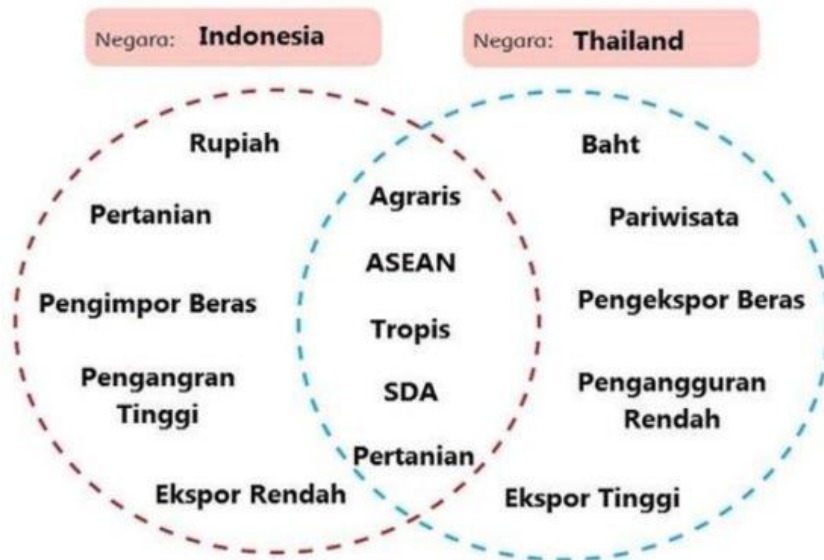 Negara: Indonesia
Negara: Thailand
Rupiah
Pertanian
Pengimpor Beras
Pengangran
Tinggi
Ekspor Rendah
Agraris
ASEAN
Tropis
SDA
Pertanian
Baht
Pariwisata
Pengekspor Beras
Pengangguran
Rendah
Ekspor Tinggi